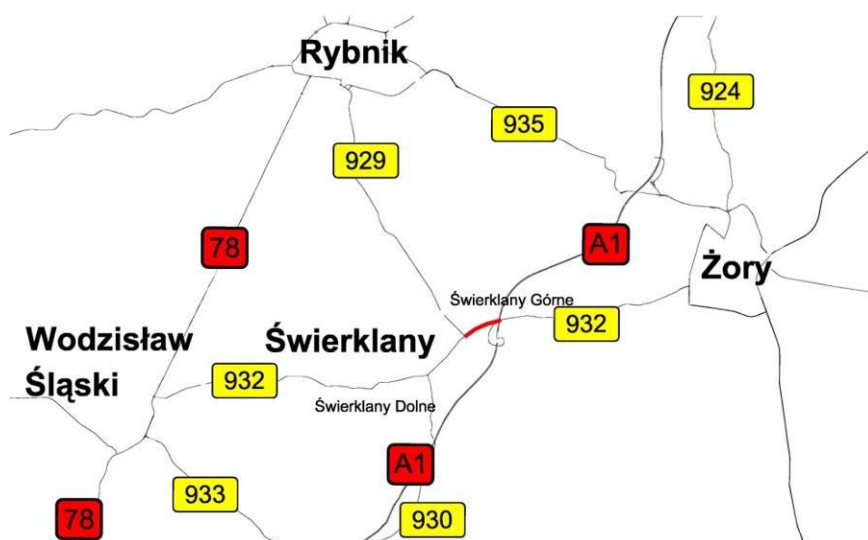 Rybnik
924
935
929
78
A1
Żory
Świerklany Górne
932
Wodzisław
Śląski
Świerklany
932
Świerklany Dolne
A1
933
78
930